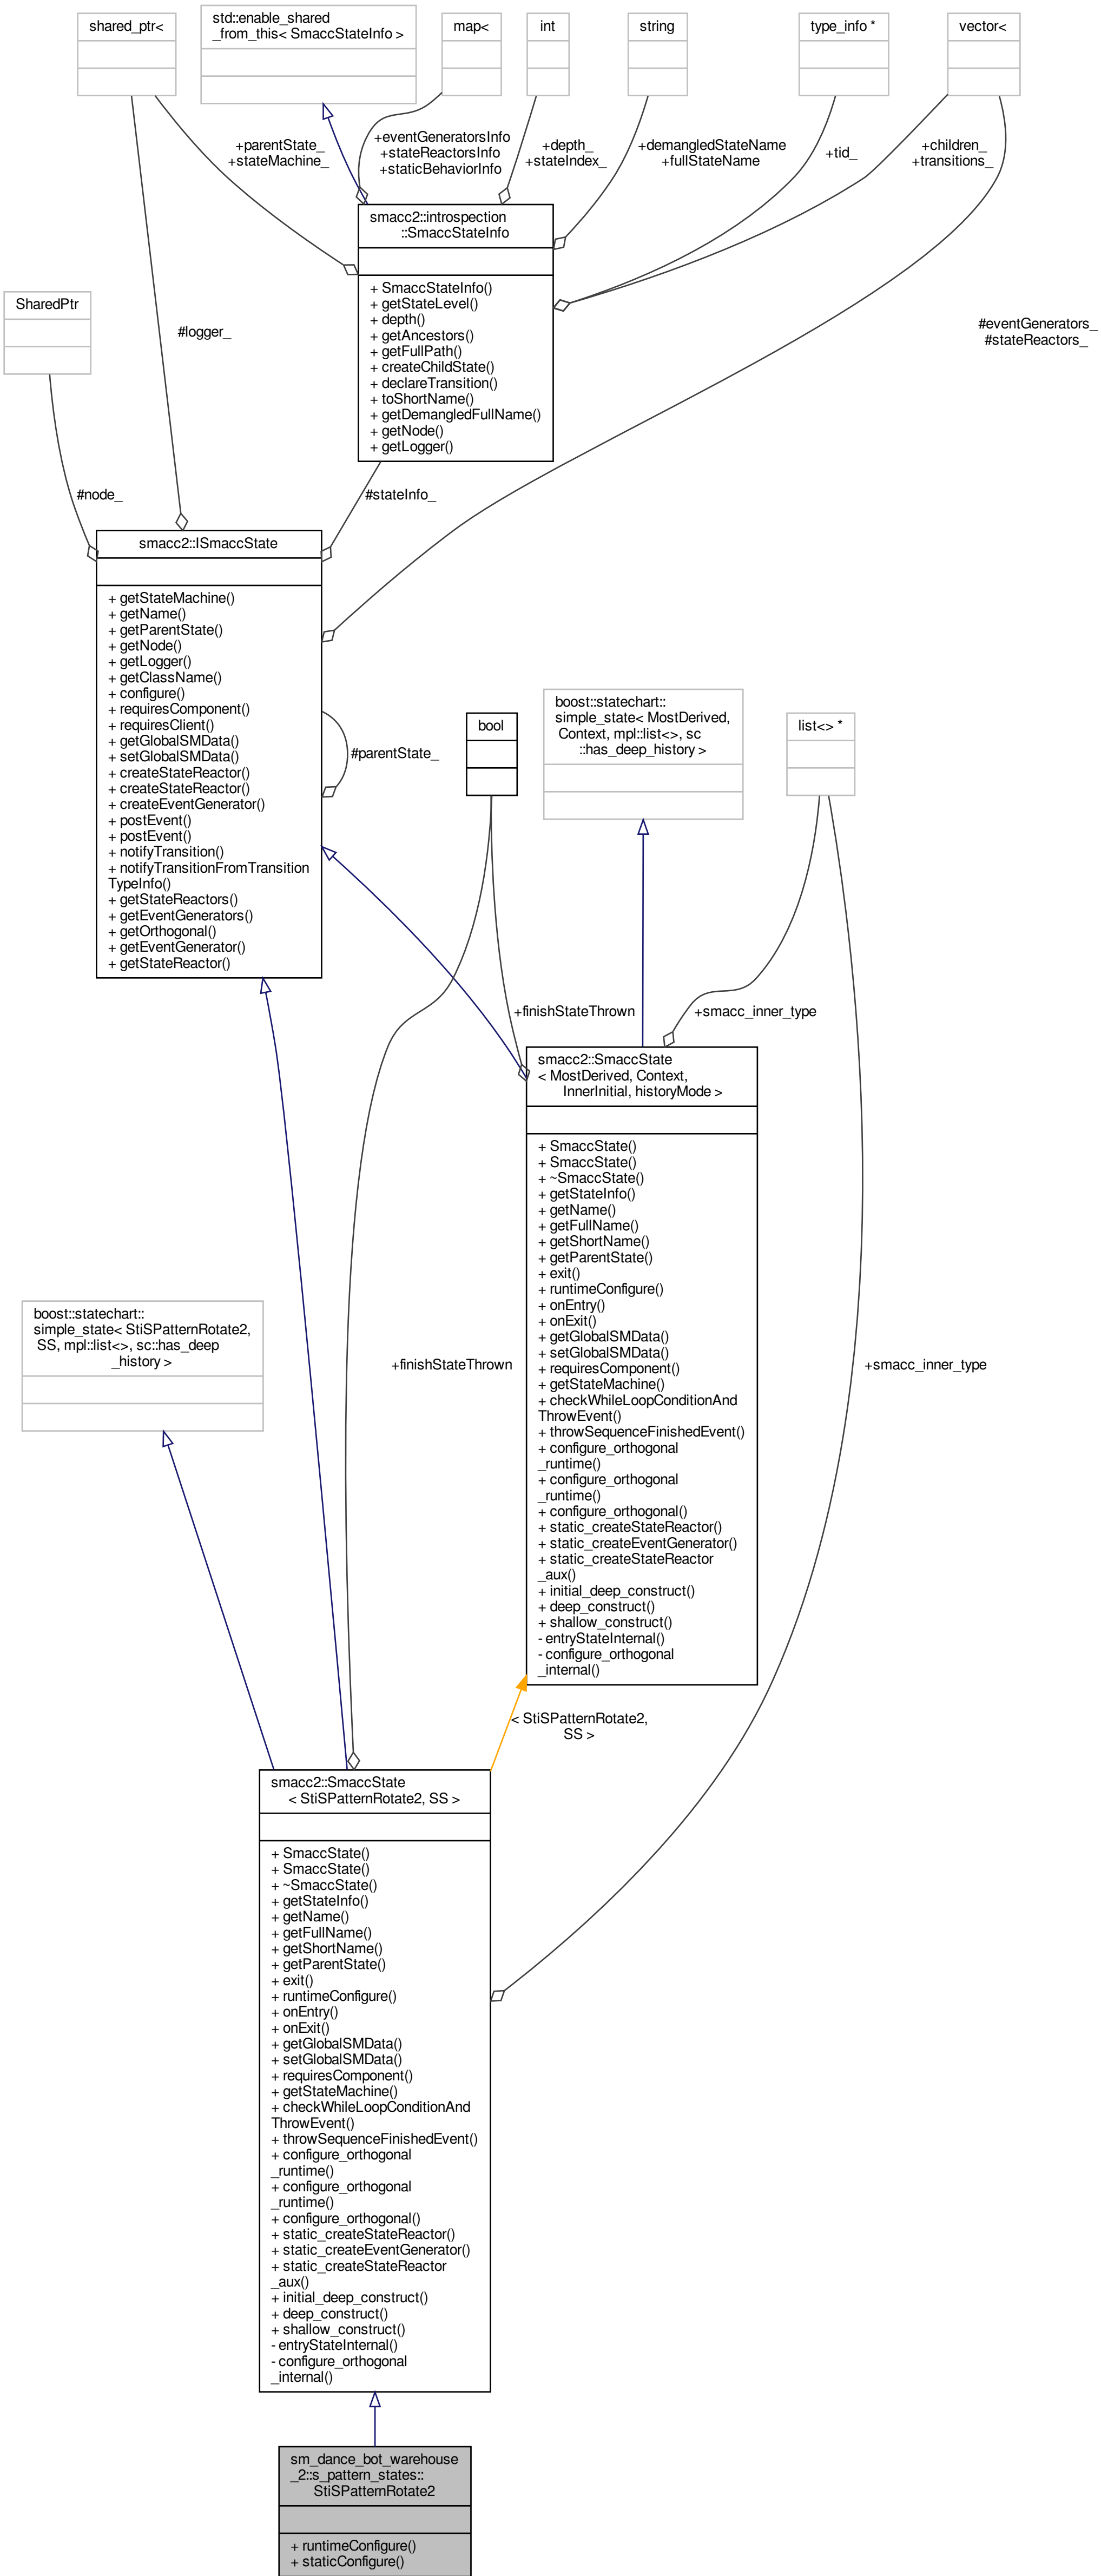 shared_ptr<
std::enable_shared
_from_this< SmaccStateInfo >
map<
int
string
type_info *
vector<
+parentState_
+stateMachine_
+eventGeneratorsInfo
+stateReactorsInfo
+staticBehaviorInfo
+depth_
+stateIndex_
+demangledStateName
+fullStateName
+tid_
+children_
+transitions_
smacc2::introspection
::SmaccStateInfo
+ SmaccStateInfo()
+ getStateLevel()
+ depth()
+ getAncestors()
+ getFullPath()
+ createChildState()
+ declareTransition()
+ toShortName()
+ getDemangledFullName()
+ getNode()
+ getLogger()
SharedPtr
#logger_
#eventGenerators_
#stateReactors_
#node_
#stateInfo_
smacc2::ISmaccState
+ getStateMachine()
+ getName()
+ getParentState()
+ getNode()
+ getLogger()
+ getClassName()
+ configure()
+ requiresComponent()
+ requiresClient()
+ getGlobalSMData()
+ setGlobalSMData()
+ createStateReactor()
+ createStateReactor()
+ createEventGenerator()
+ postEvent()
+ postEvent()
+ notifyTransition()
+ notifyTransitionFromTransition
TypeInfo()
+ getStateReactors()
+ getEventGenerators()
+ getOrthogonal()
+ getEventGenerator()
+ getStateReactor()
#parentState_
bool
boost::statechart::
simple_state< MostDerived,
Context, mpl::list<>, sc
::has_deep_history >
list<> *
+finishStateThrown
+smacc_inner_type
smacc2::SmaccState
< MostDerived, Context,
InnerInitial, historyMode >
+ SmaccState()
+ SmaccState()
+ ~SmaccState()
+ getStateInfo()
+ getName()
+ getFullName()
+ getShortName()
+ getParentState()
+ exit()
+ runtimeConfigure()
+ onEntry()
+ onExit()
+ getGlobalSMData()
+ setGlobalSMData()
+ requiresComponent()
+ getStateMachine()
+ checkWhileLoopConditionAnd
ThrowEvent()
+ throwSequenceFinishedEvent()
+ configure_orthogonal
_runtime()
+ configure_orthogonal
_runtime()
+ configure_orthogonal()
+ static_createStateReactor()
+ static_createEventGenerator()
+ static_createStateReactor
_aux()
+ initial_deep_construct()
+ deep_construct()
+ shallow_construct()
- entryStateInternal()
- configure_orthogonal
_internal()
boost::statechart::
simple_state< StiSPatternRotate2,
SS, mpl::list<>, sc::has_deep
_history >
+finishStateThrown
+smacc_inner_type
< StiSPatternRotate2,
SS >
smacc2::SmaccState
< StiSPatternRotate2, SS >
+ SmaccState()
+ SmaccState()
+ ~SmaccState()
+ getStateInfo()
+ getName()
+ getFullName()
+ getShortName()
+ getParentState()
+ exit()
+ runtimeConfigure()
+ onEntry()
+ onExit()
+ getGlobalSMData()
+ setGlobalSMData()
+ requiresComponent()
+ getStateMachine()
+ checkWhileLoopConditionAnd
ThrowEvent()
+ throwSequenceFinishedEvent()
+ configure_orthogonal
_runtime()
+ configure_orthogonal
_runtime()
+ configure_orthogonal()
+ static_createStateReactor()
+ static_createEventGenerator()
+ static_createStateReactor
_aux()
+ initial_deep_construct()
+ deep_construct()
+ shallow_construct()
- entryStateInternal()
- configure_orthogonal
_internal()
sm_dance_bot_warehouse
_2::s_pattern_states::
StiSPatternRotate2
+ runtimeConfigure()
+ staticConfigure()